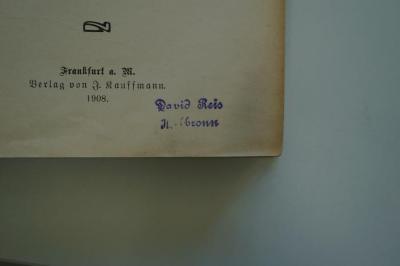 Frankfurt a. M.
Verlag von J. Kauffmann.
1908.
David Reis